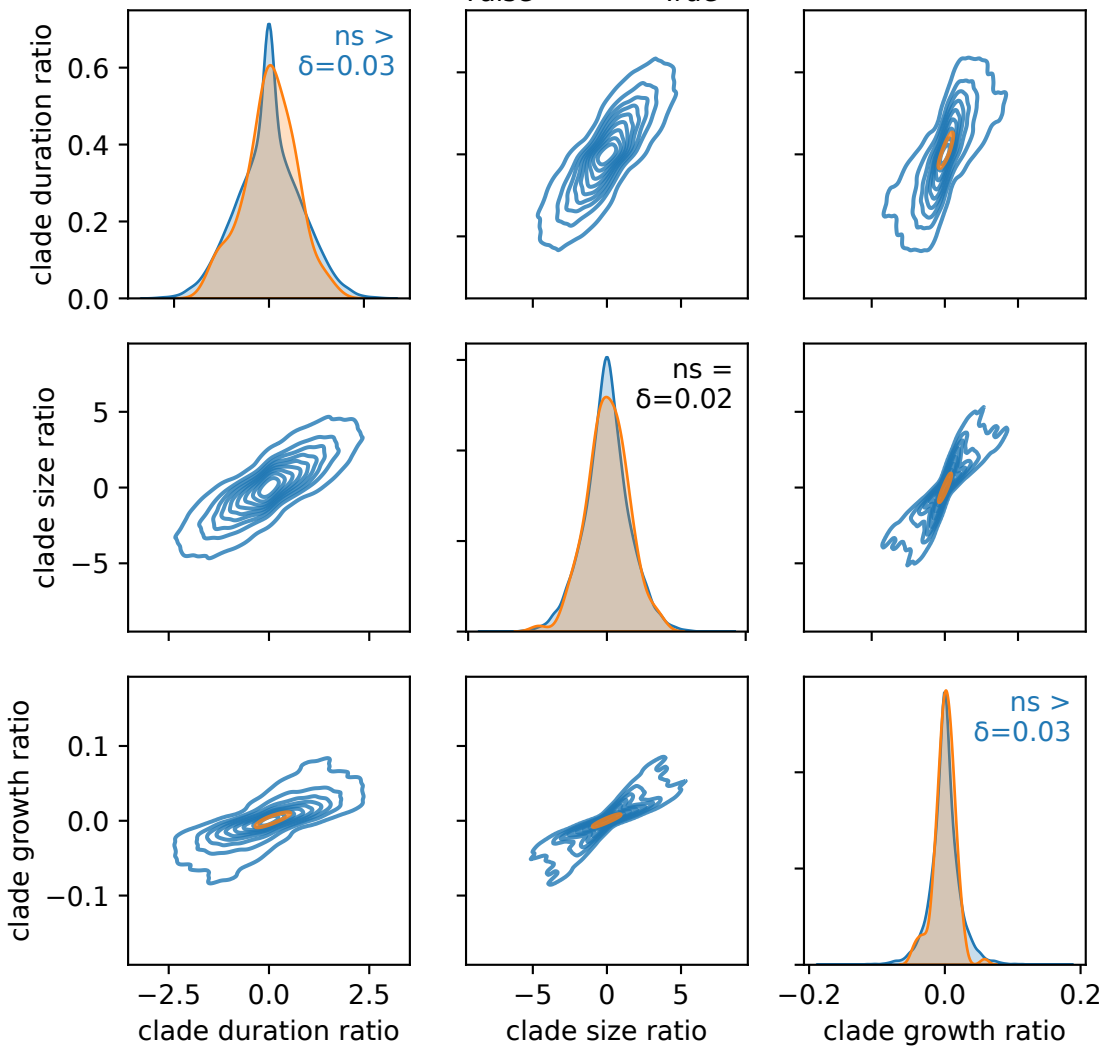 clade duration ratio
0.6
0.4
0.2
0.0
ns >
δ=0.03
clade size ratio
5
0
−5
ns =
δ=0.02
clade growth ratio
0.1
0.0
−0.1
ns >
δ=0.03
−2.5 0.0 2.5
−5 0 5
−0.2 0.0 0.2
clade duration ratio
clade size ratio
clade growth ratio